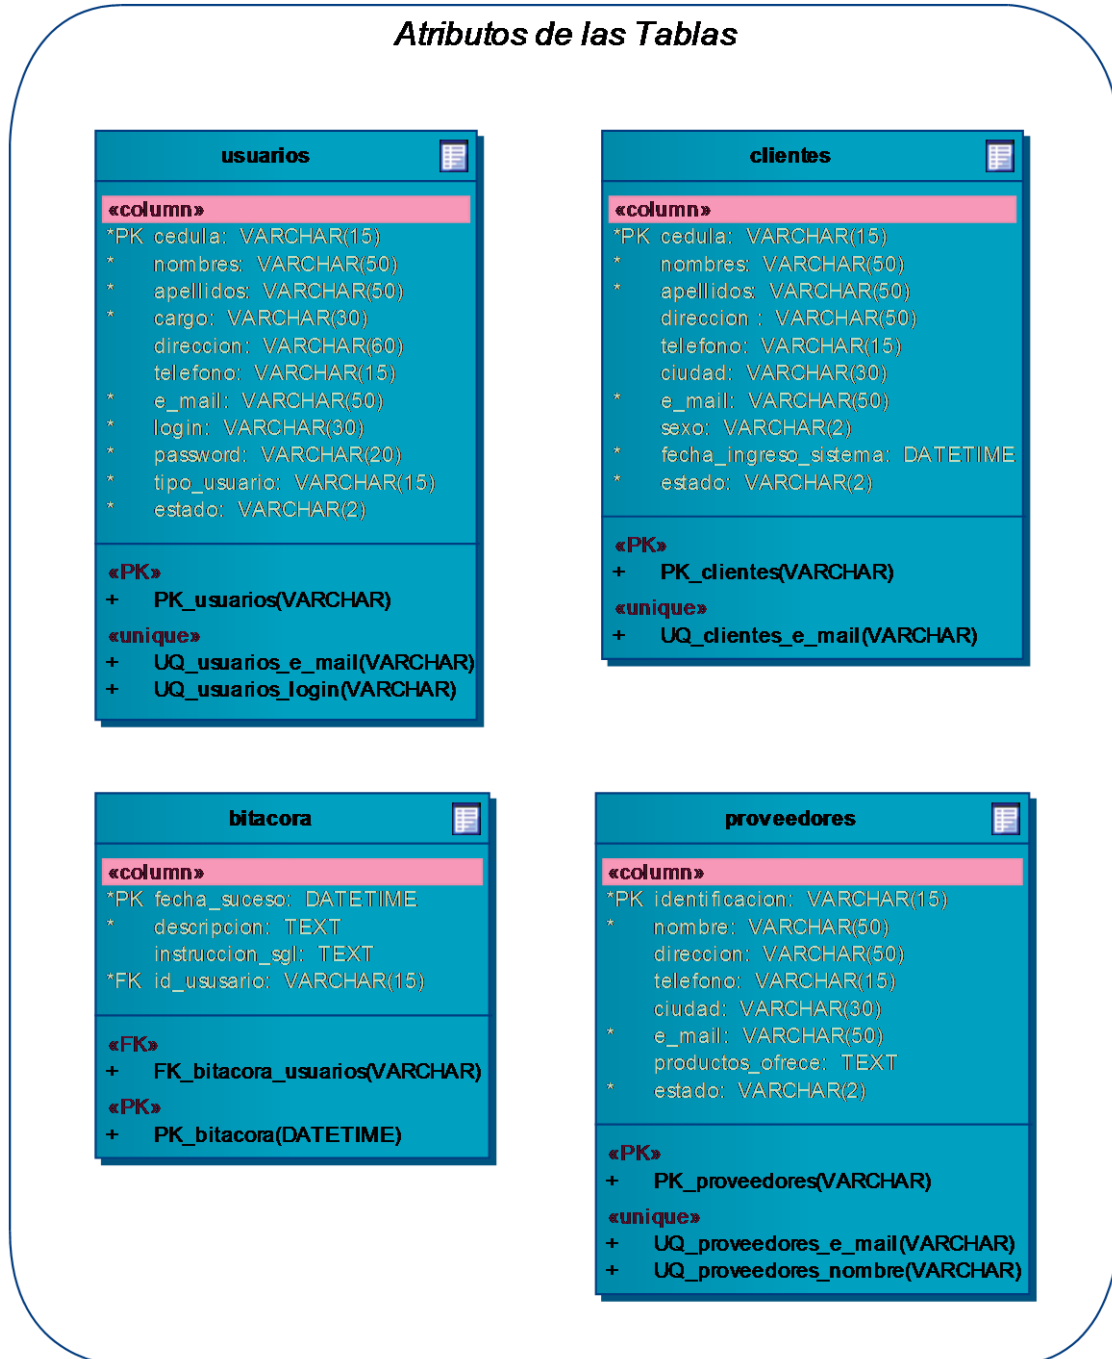 Atributos de las Tablas
usuarios
«column»
*PK cedula: VARCHAR(15)
* nombres: VARCHAR(50)
* apellidos: VARCHAR(50)
* cargo: VARCHAR(30)
direccion: VARCHAR(60)
telefono: VARCHAR(15)
* e_mail: VARCHAR(50)
* login: VARCHAR(30)
* password: VARCHAR(20)
* tipo_usuario: VARCHAR(15)
* estado: VARCHAR(2)
«PK»
+ PK_usuarios(VARCHAR)
«unique»
+ UQ_usuarios_e_mail(VARCHAR)
+ UQ_usuarios_login(VARCHAR)
clientes
«column»
*PK cedula: VARCHAR(15)
* nombres: VARCHAR(50)
* apellidos: VARCHAR(50)
direccion : VARCHAR(50)
telefono: VARCHAR(15)
ciudad: VARCHAR(30)
* e_mail: VARCHAR(50)
sexo: VARCHAR(2)
* fecha_ingreso_sistema: DATETIME
* estado: VARCHAR(2)
«PK»
+ PK_clientes(VARCHAR)
«unique»
+ UQ_clientes_e_mail(VARCHAR)
bitacora
«column»
*PK fecha_suceso: DATETIME
* descripcion: TEXT
instruccion_sgl: TEXT
*FK id_ususario: VARCHAR(15)
«FK»
+ FK_bitacora_usuarios(VARCHAR)
«PK»
+ PK_bitacora(DATETIME)
proveedores
«column»
*PK identificacion: VARCHAR(15)
* nombre: VARCHAR(50)
direccion: VARCHAR(50)
telefono: VARCHAR(15)
ciudad: VARCHAR(30)
* e_mail: VARCHAR(50)
productos_ofrece: TEXT
* estado: VARCHAR(2)
«PK»
+ PK_proveedores(VARCHAR)
«unique»
+ UQ_proveedores_e_mail(VARCHAR)
+ UQ_proveedores_nombre(VARCHAR)